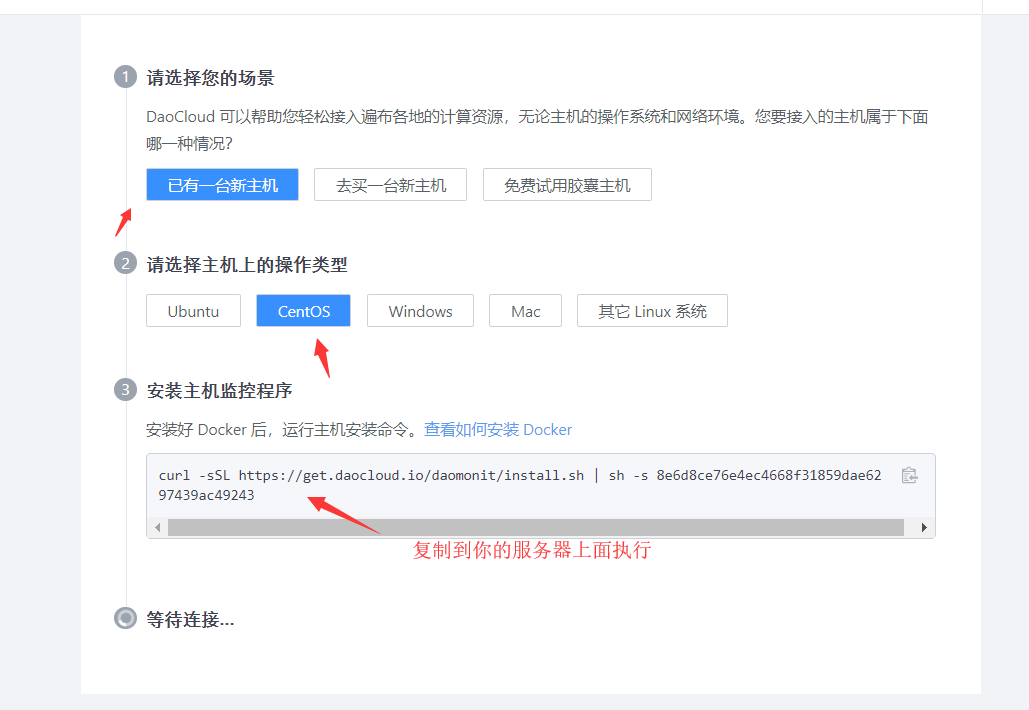 1 请选择您的场景
DaoCloud 可以帮助您轻松接入遍布各地的计算资源，无论主机的操作系统和网络环境。您要接入的主机属于下面
哪一种情况？
已有一台新主机 去买一台新主机 免费试用胶囊主机
2 请选择主机上的操作类型
Ubuntu CentOS Windows Mac 其它 Linux 系统
3 安装主机监控程序
安装好 Docker 后，运行主机安装命令。查看如何安装 Docker
curl -sSL https://get.daocloud.io/daomonit/install.sh | sh -s 8e6d8ce76e4ec4668f31859dae62
97439ac49243
复制到你的服务器上面执行
等待连接...